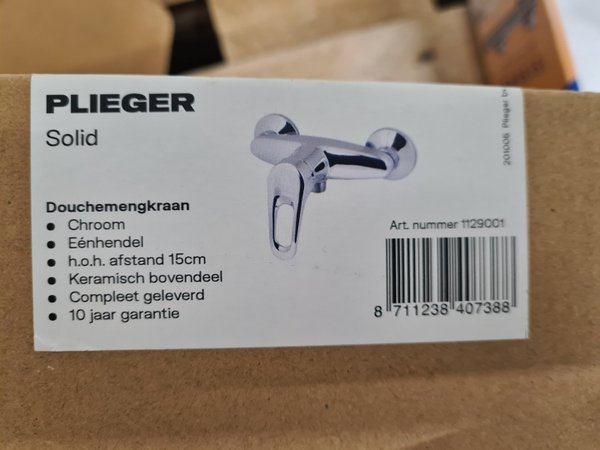 PLIEGER
Solid
Douchemengkraan
• Chroom
• Eénhendel
• h.o.h. afstand 15cm
• Keramisch bovendeel
• Compleet geleverd
• 10 jaar garantie
Art. nummer 1129001
8 711238 407388
201006 Plieger bv